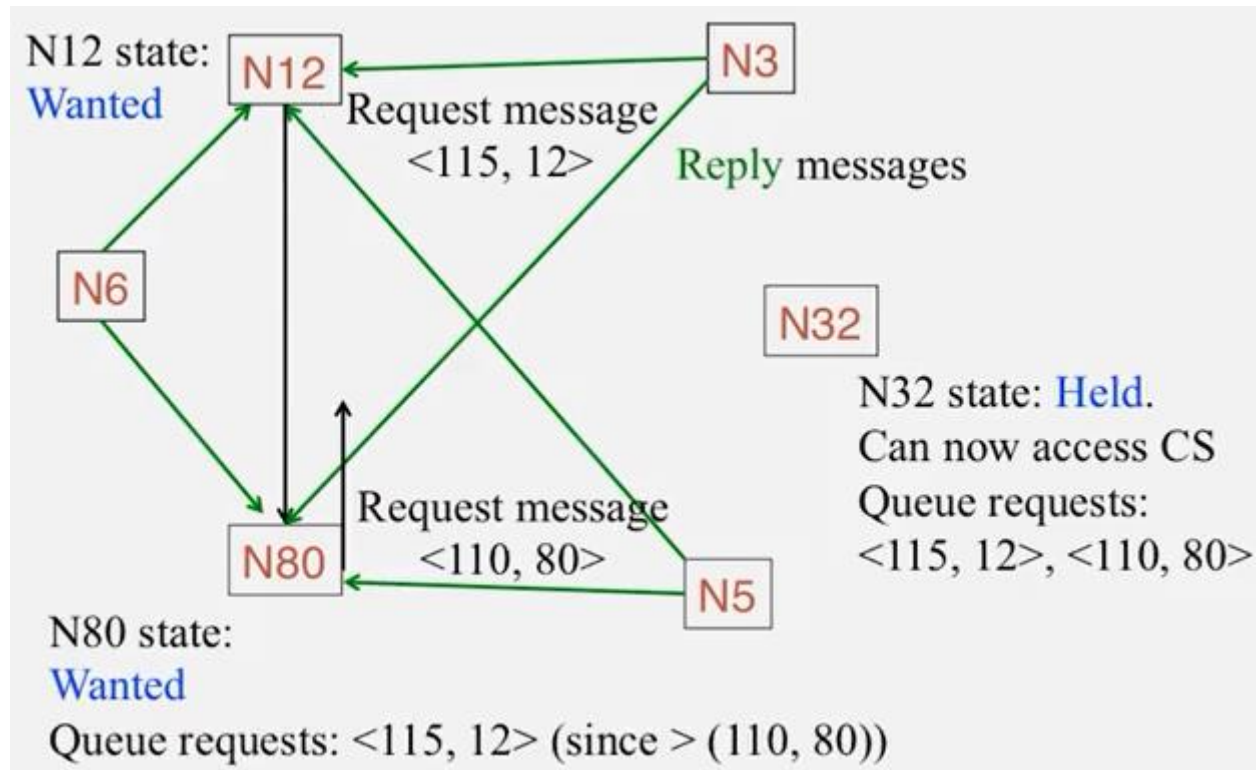 N12 state:
Wanted
N12
N3
Request message
<115, 12>
Reply messages
N6
N32
N32 state: Held.
Can now access CS
Queue requests:
<115, 12>, <110, 80>
Request message
<110, 80>
N80
N5
N80 state:
Wanted
Queue requests: <115, 12> (since > (110, 80))